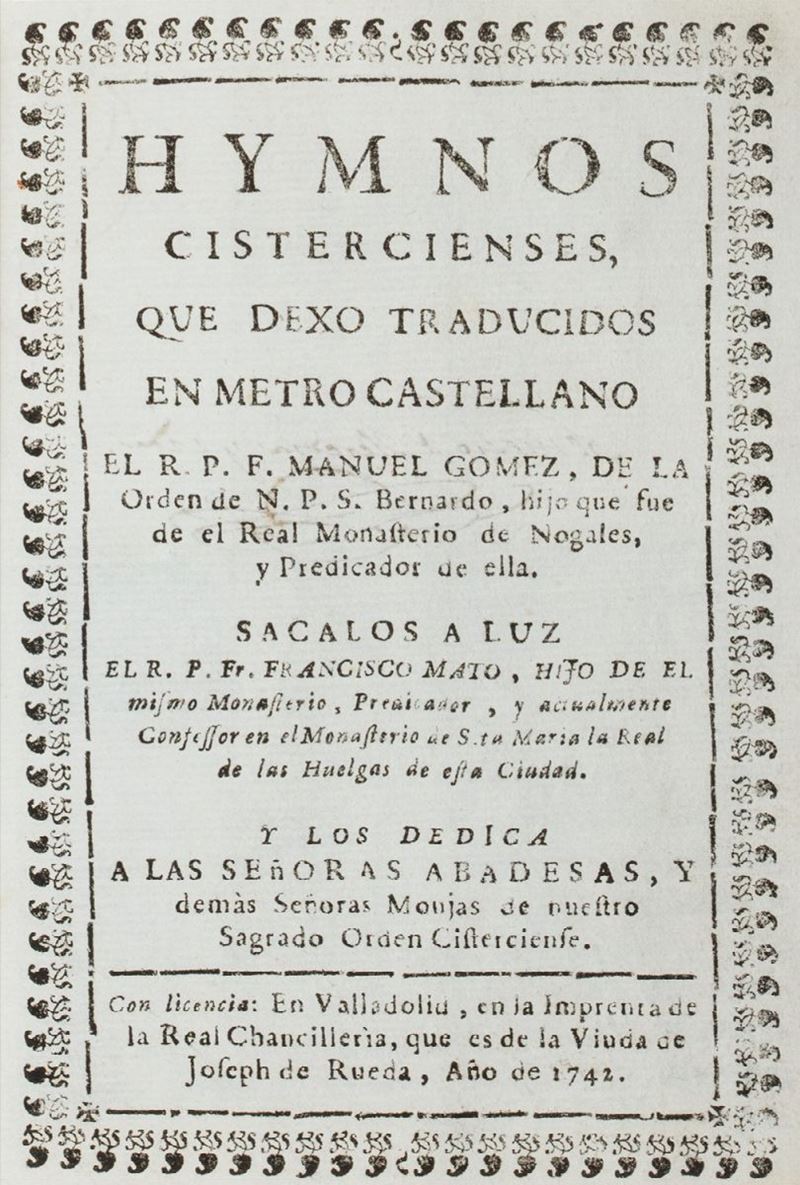 HYMNOS
CISTERCIENSES,
QUE DEXO TRADUCIDOS
EN METRO CASTELLANO
EL R. P. F. MANUEL GOMEZ, DE LA
Orden de N. P. S. Bernardo, hijo que fue
de el Real Monaſterio de Nogales,
y Predicador de ella.
SACALOS A LUZ
EL R. P. Fr. FRANCISCO MATO, HIJO DE EL
miſmo Monaſterio, Predicador, y actualmente
Confeſſor en el Monaſterio de S.ta Maria la Real
de las Huelgas de eſta Ciudad.
Y LOS DEDICA
A LAS SEñORAS ABADESAS, Y
demàs Señoras Monjas de nueſtro
Sagrado Orden Ciſtercienſe.
Con licencia: En Valladolid, en la Imprenta de
la Real Chancillerìa, que es de la Viuda de
Joſeph de Rueda, Año de 1742.